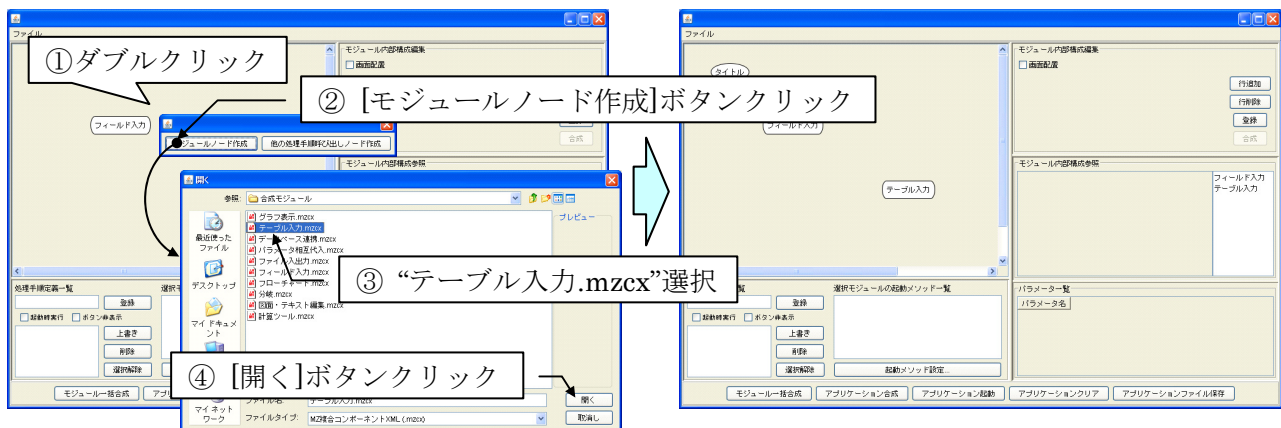 ファイル
①ダブルクリック
モジュール内部構成編集
画面配置
② [モジュールノード作成]ボタンクリック
フィールド入力
モジュールノード作成
他の処理手順呼び出しノード作成
合成
モジュール内部構成参照
開く
参照: 合成モジュール
プレビュー
最近使った
ファイル
デスクトップ
マイ ドキュメ
ント
マイ ネット
ワーク
グラフ表示.mzcx
テーブル入力.mzcx
データベース連携.mzcx
パラメータ相互代入.mzcx
ファイル入出力.mzcx
フィールド入力.mzcx
フローチャート.mzcx
分岐.mzcx
図面・テキスト編集.mzcx
計算ツール.mzcx
③ “テーブル入力.mzcx”選択
④ [開く]ボタンクリック
ファイル名: テーブル入力.mzcx
ファイルタイプ: MZ複合コンポーネントXML(.mzcx)
開く
取消し
処理手順定義一覧
登録
起動時実行 ボタン非表示
上書き
削除
選択解除
モジュール一括合成
ファイル
タイトル
フィールド入力
テーブル入力
モジュール内部構成編集
画面配置
行追加
行削除
登録
合成
モジュール内部構成参照
フィールド入力
テーブル入力
選択モジュールの起動メソッド一覧
登録
起動時実行 ボタン非表示
上書き
削除
選択解除
起動メソッド設定...
パラメータ一覧
パラメータ名
モジュール一括合成 アプリケーション合成 アプリケーション起動 アプリケーションクリア アプリケーションファイル保存